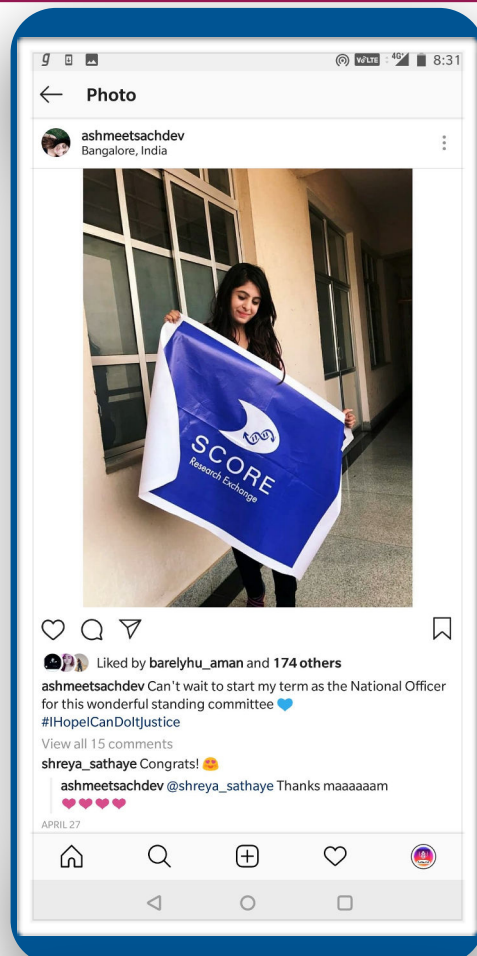 g
VoLTE
4G+
8:31
Photo
ashmeetsachdev
Bangalore, India
SCORE
Research Exchange
Liked by barelyhu_aman and 174 others
ashmeetsachdev Can't wait to start my term as the National Officer
for this wonderful standing committee 💙
#IHopeICanDoItJustice
View all 15 comments
shreya_sathaye Congrats! 😍
ashmeetsachdev @shreya_sathaye Thanks maaaaaam
💗💗💗💗
APRIL 27